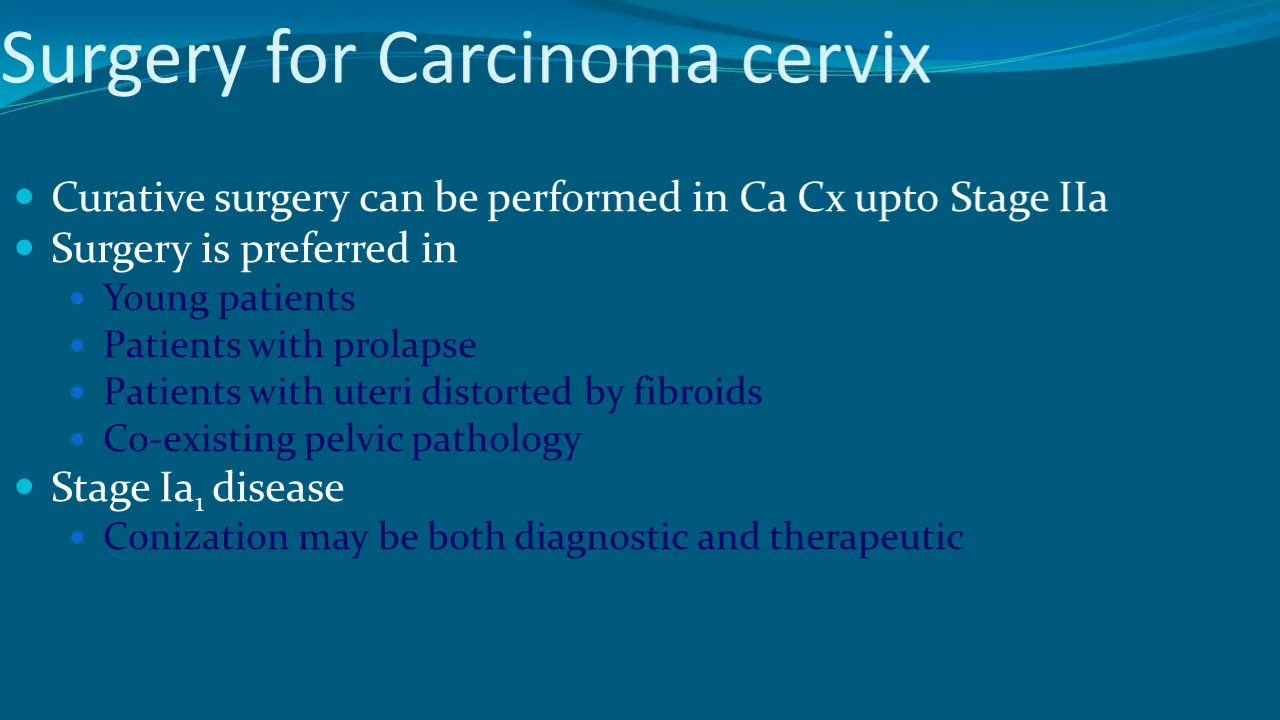 Surgery for Carcinoma cervix
• Curative surgery can be performed in Ca Cx upto Stage IIa
• Surgery is preferred in
• Young patients
• Patients with prolapse
• Patients with uteri distorted by fibroids
• Co-existing pelvic pathology
• Stage Ia₁ disease
• Conization may be both diagnostic and therapeutic